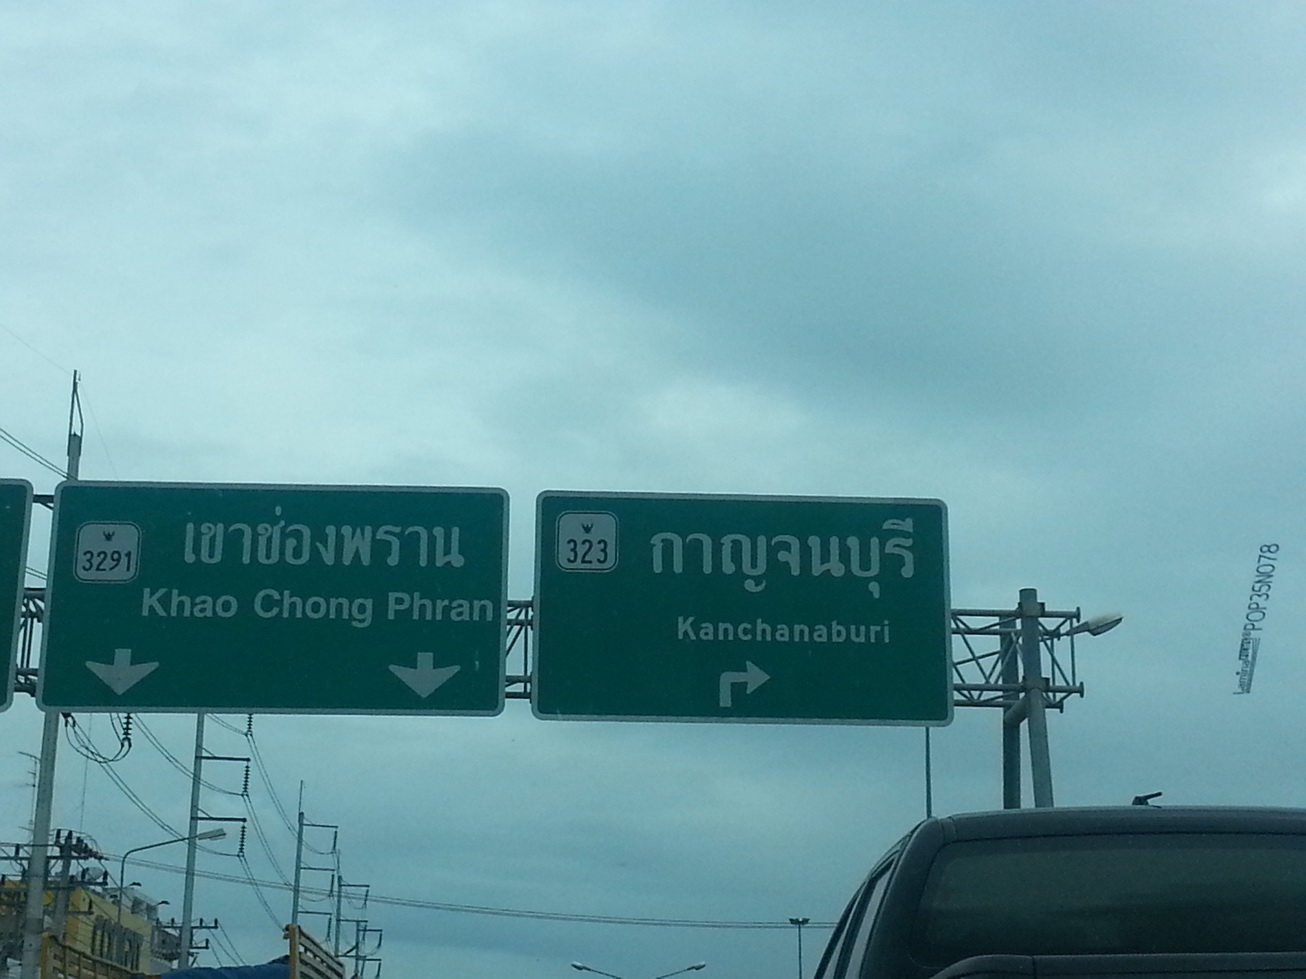 3291
เขาช่องพราน
Khao Chong Phran
323
กาญจนบุรี
Kanchanaburi
POP35N078